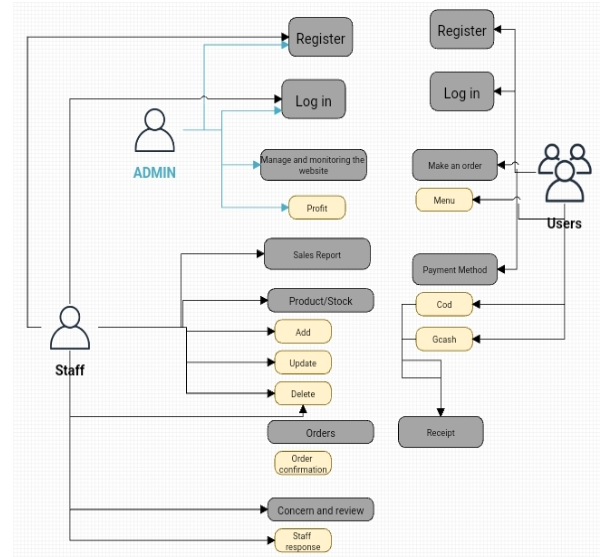 Register
Log in
ADMIN
Manage and monitoring the
website
Profit
Sales Report
Product/Stock
Add
Update
Delete
Staff
Orders
Order
confirmation
Concern and review
Staff
response
Register
Log in
Make an order
Menu
Users
Payment Method
Cod
Gcash
Receipt